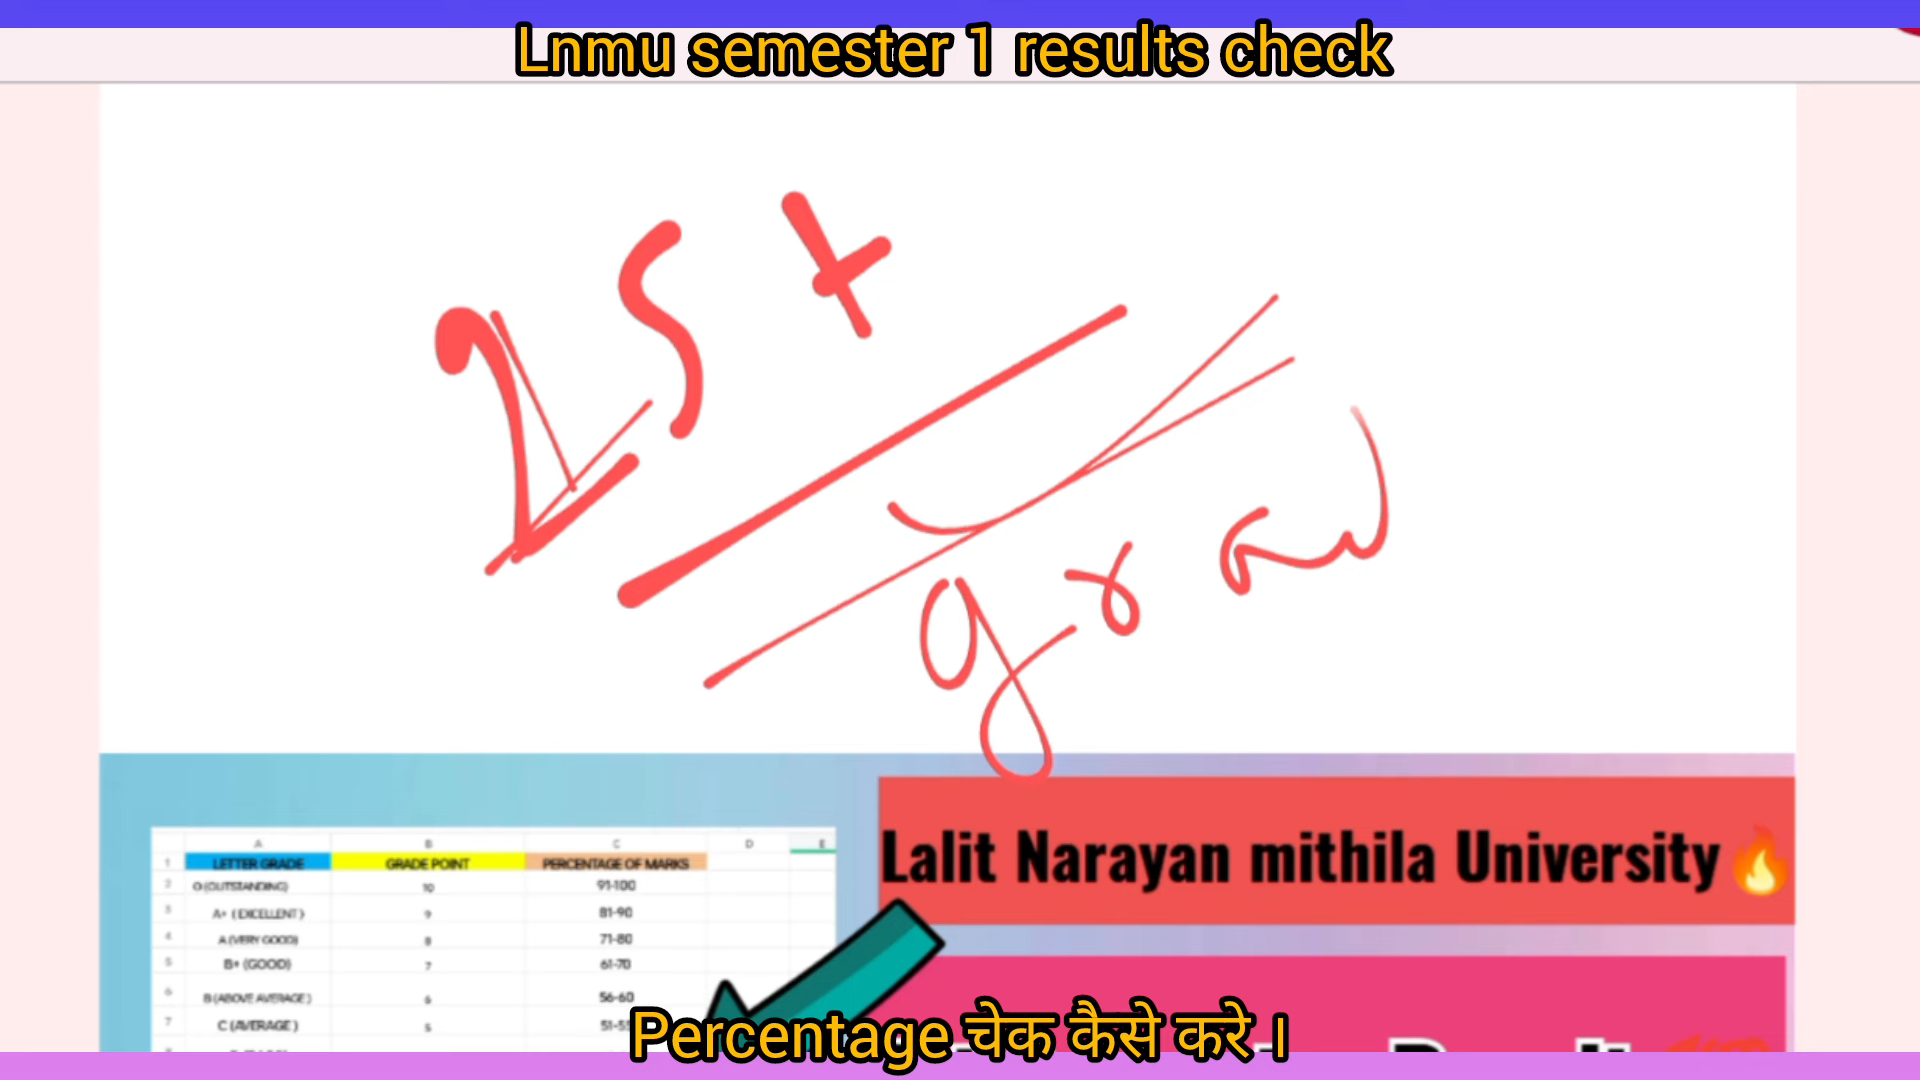 Lnmu semester 1 results check
25+
Lalit Narayan mithila University🔥
A B C D E
1 LETTER GRADE GRADE POINT PERCENTAGE OF MARKS
2 O (OUTSTANDING) 10 91-100
3 A+ (EXCELLENT) 9 81-90
4 A (VERY GOOD) 8 71-80
5 B+ (GOOD) 7 61-70
6 B (ABOVE AVERAGE) 6 56-60
7 C (AVERAGE) 5
Percentage चेक कैसे करे ।